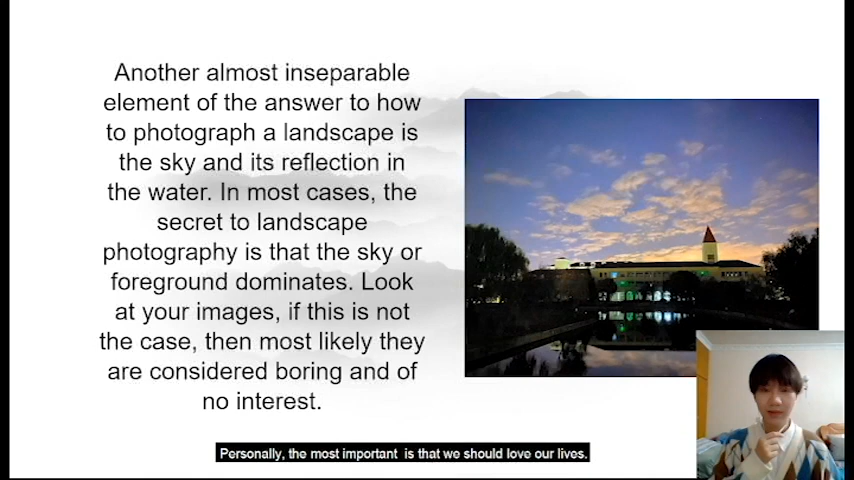 Another almost inseparable
element of the answer to how
to photograph a landscape is
the sky and its reflection in
the water. In most cases, the
secret to landscape
photography is that the sky or
foreground dominates. Look
at your images, if this is not
the case, then most likely they
are considered boring and of
no interest.
Personally, the most important  is that we should love our lives.